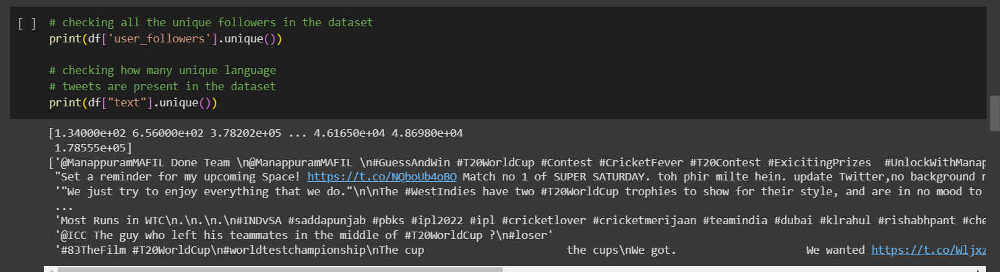 [ ] # checking all the unique followers in the dataset
print(df['user_followers'].unique())
# checking how many unique language
# tweets are present in the dataset
print(df["text"].unique())
[1.34000e+02 6.56000e+02 3.78202e+05 ... 4.61650e+04 4.86980e+04
1.78555e+05]
['@ManappuramMAFIL Done Team \n@ManappuramMAFIL \n#GuessAndWin #T20WorldCup #Contest #CricketFever #T20Contest #ExicitingPrizes  #UnlockWithManap
"Set a reminder for my upcoming Space! https://t.co/NQboUb4oBO Match no 1 of SUPER SATURDAY. toh phir milte hein. update Twitter,no background
'"We just try to enjoy everything that we do."\n\nThe #WestIndies have two #T20WorldCup trophies to show for their style, and are in no mood to
...
'Most Runs in WTC\n.\n.\n.\n#INDvSA #saddapunjab #pbks #ipl2022 #ipl #cricketlover #cricketmerijaan #teamindia #dubai #klrahul #rishabhpant #che
'@ICC The guy who left his teammates in the middle of #T20WorldCup ?\n#loser'
'#83TheFilm #T20WorldCup\n#worldtestchampionship\nThe cup the cups\nWe got. We wanted https://t.co/Wljxz